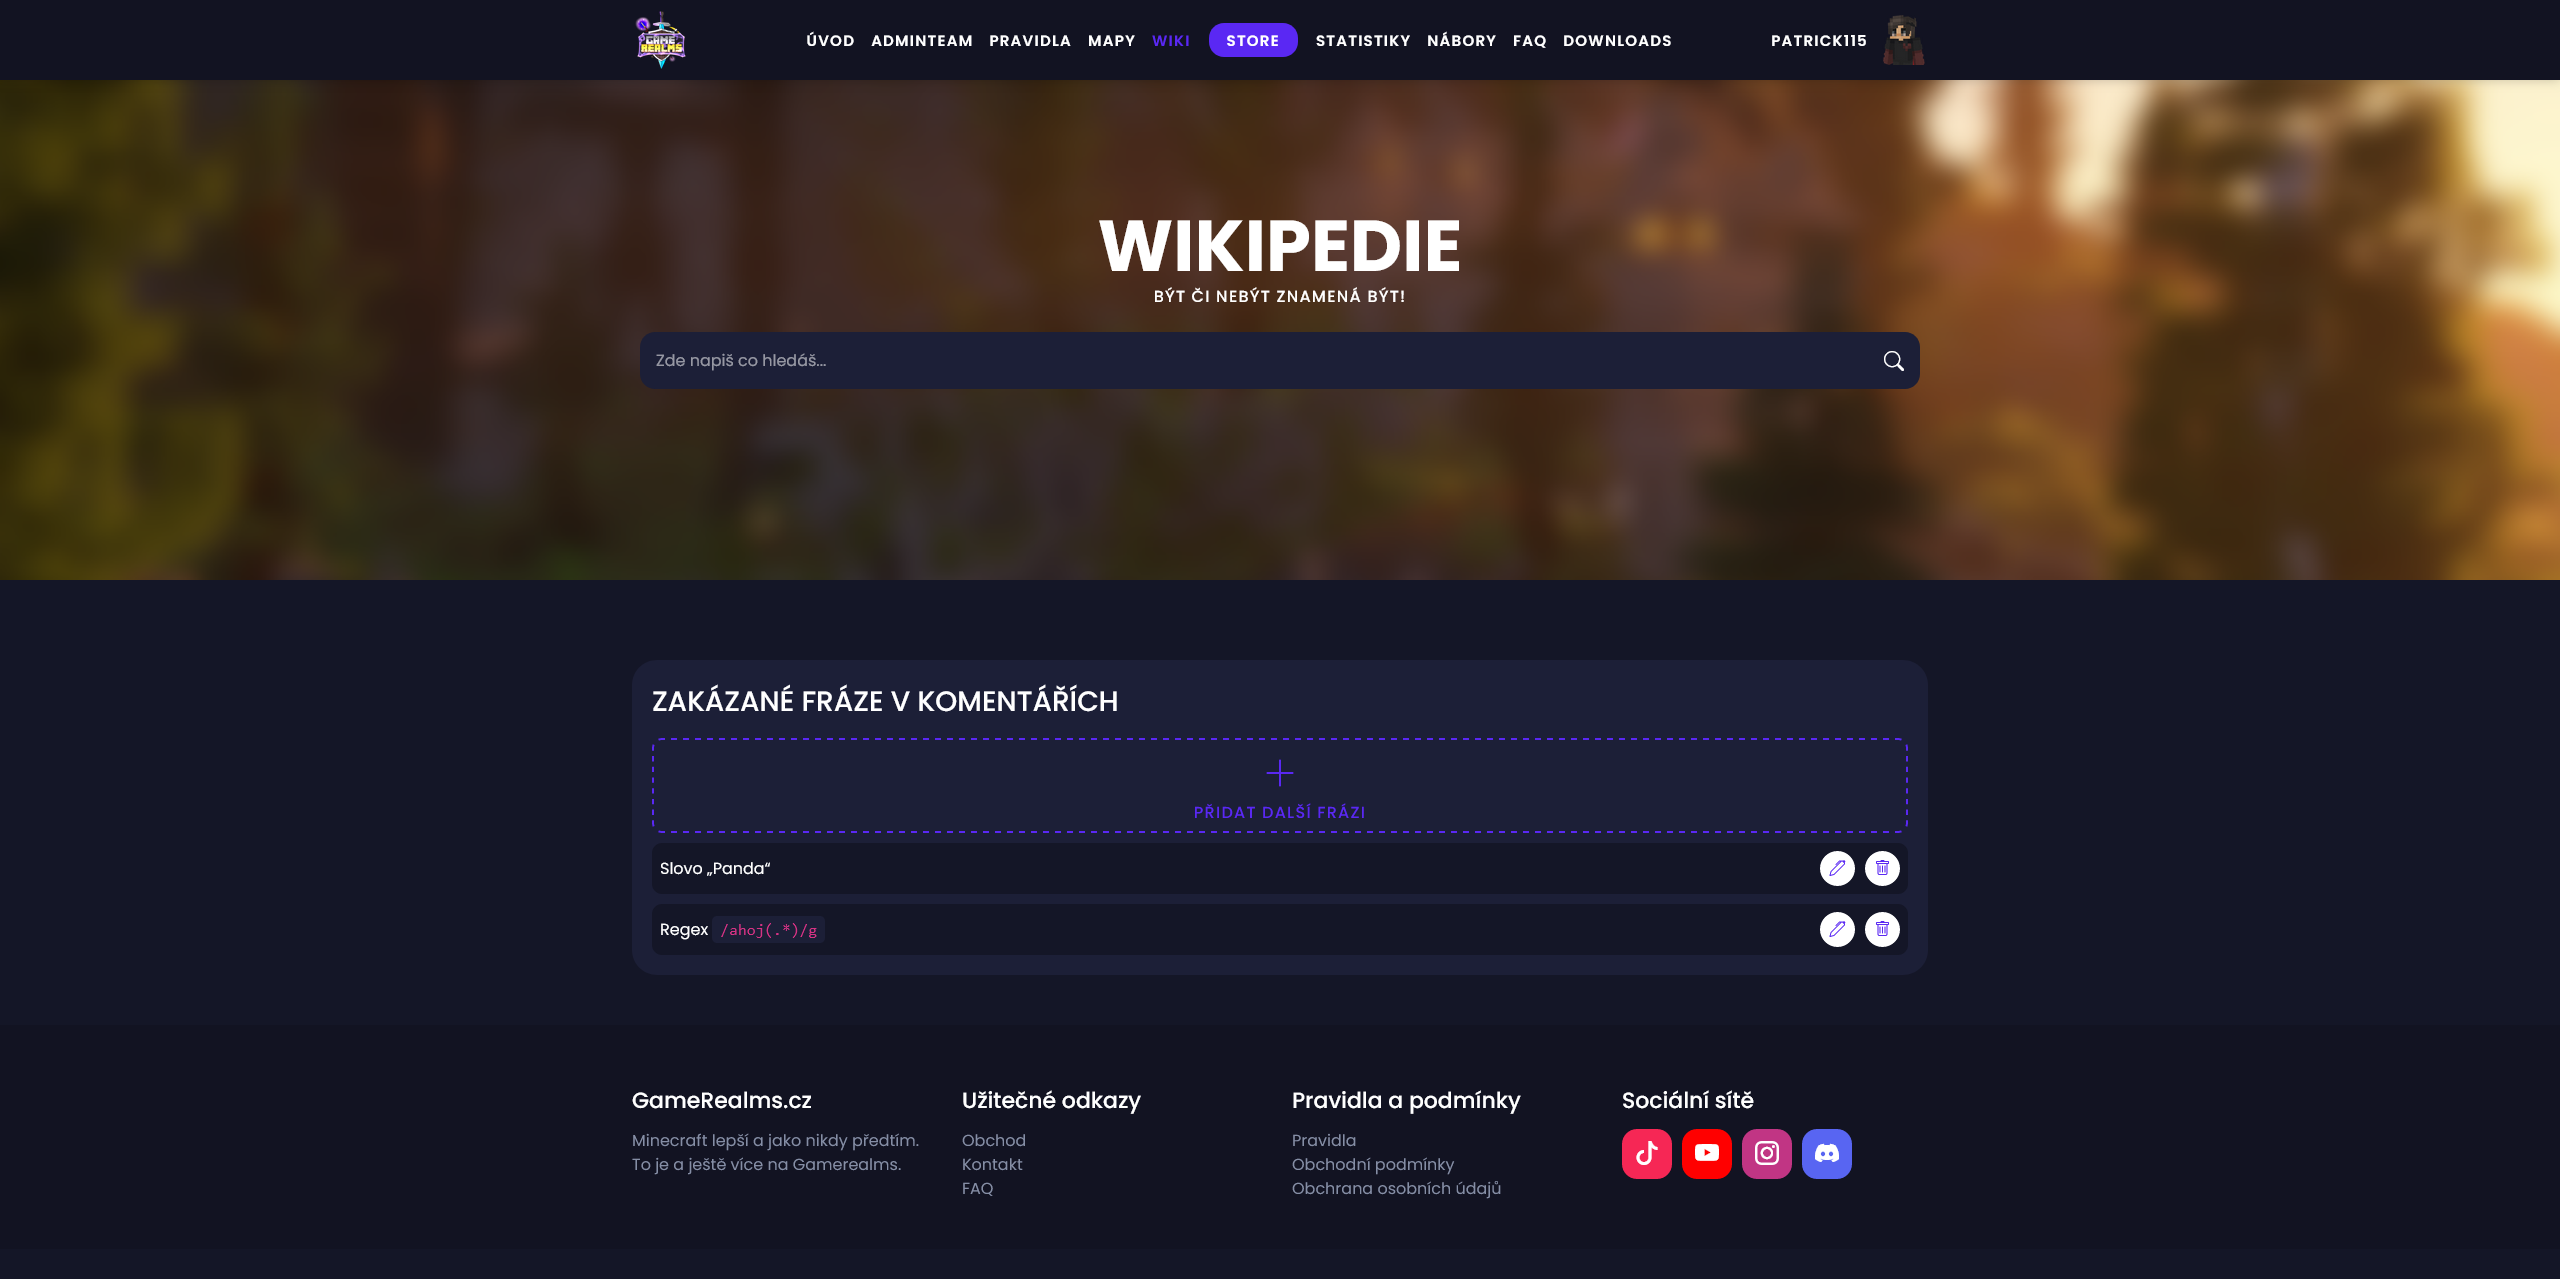 GAME
REALMS
ÚVOD ADMINTEAM PRAVIDLA MAPY WIKI STORE STATISTIKY NÁBORY FAQ DOWNLOADS PATRICK115
WIKIPEDIE
BÝT ČI NEBÝT ZNAMENÁ BÝT!
Zde napiš co hledáš...
ZAKÁZANÉ FRÁZE V KOMENTÁŘÍCH
PŘIDAT DALŠÍ FRÁZI
Slovo „Panda“
Regex /ahoj(.*)/g
GameRealms.cz
Minecraft lepší a jako nikdy předtím.
To je a ještě více na Gamerealms.
Užitečné odkazy
Obchod
Kontakt
FAQ
Pravidla a podmínky
Pravidla
Obchodní podmínky
Obchrana osobních údajů
Sociální sítě